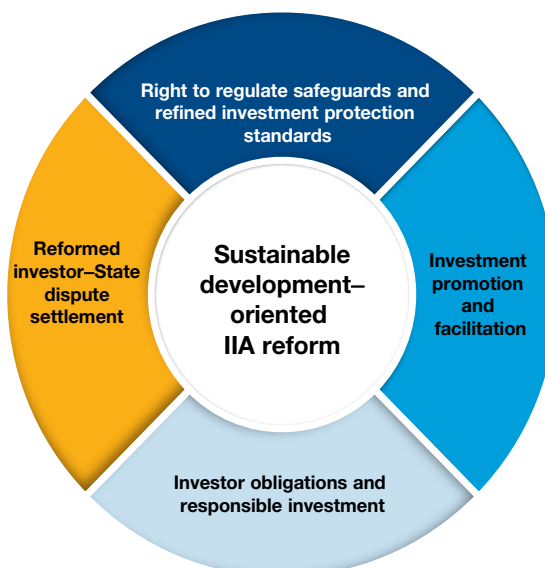 Right to regulate safeguards and
refined investment protection
standards
Reformed
investor–State
dispute
settlement
Sustainable
development–
oriented
IIA reform
Investment
promotion
and
facilitation
Investor obligations and
responsible investment